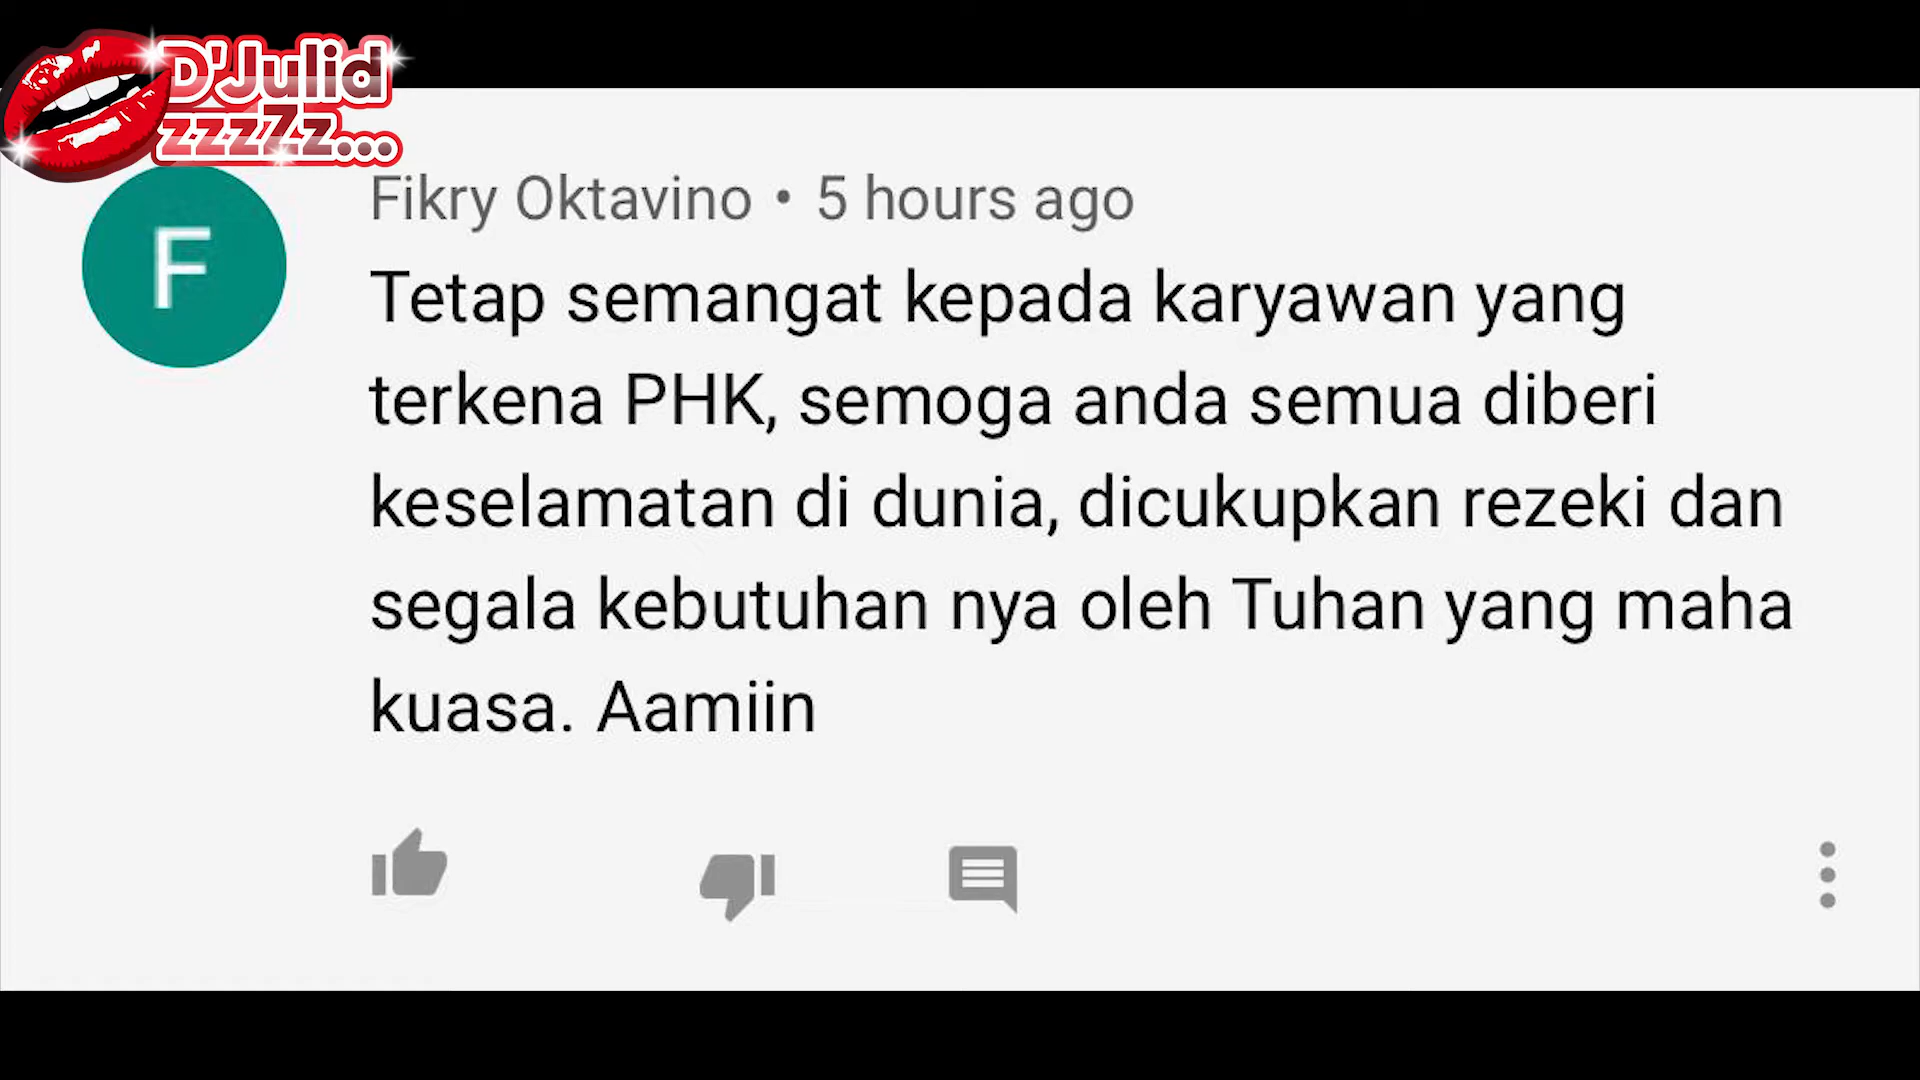 D'Julid
zzzZz...
Fikry Oktavino • 5 hours ago
F
Tetap semangat kepada karyawan yang
terkena PHK, semoga anda semua diberi
keselamatan di dunia, dicukupkan rezeki dan
segala kebutuhan nya oleh Tuhan yang maha
kuasa. Aamiin